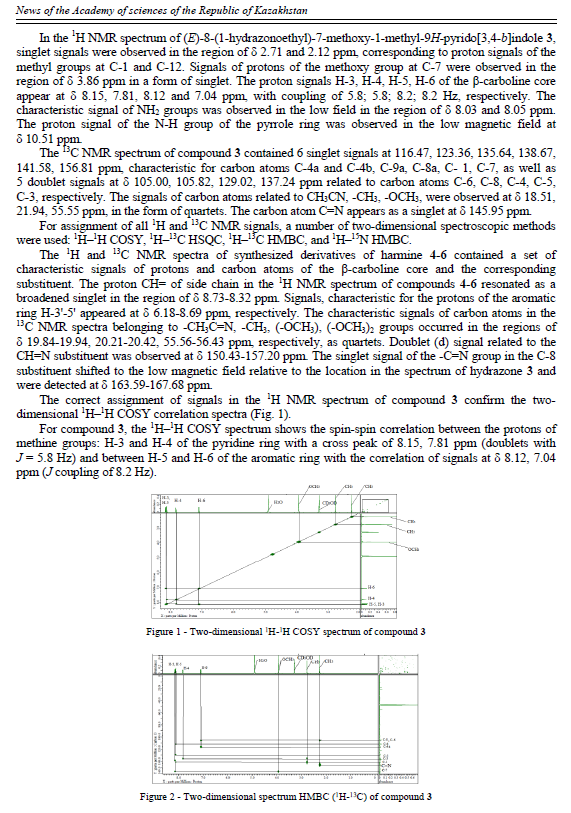 News of the Academy of sciences of the Republic of Kazakhstan
In the ¹H NMR spectrum of (E)-8-(1-hydrazonoethyl)-7-methoxy-1-methyl-9H-pyrido[3,4-b]indole 3,
singlet signals were observed in the region of δ 2.71 and 2.12 ppm, corresponding to proton signals of the
methyl groups at C-1 and C-12. Signals of protons of the methoxy group at C-7 were observed in the
region of δ 3.86 ppm in a form of singlet. The proton signals H-3, H-4, H-5, H-6 of the β-carboline core
appear at δ 8.15, 7.81, 8.12 and 7.04 ppm, with coupling of 5.8; 5.8; 8.2; 8.2 Hz, respectively. The
characteristic signal of NH₂ groups was observed in the low field in the region of δ 8.03 and 8.05 ppm.
The proton signal of the N-H group of the pyrrole ring was observed in the low magnetic field at
δ 10.51 ppm.
The ¹³C NMR spectrum of compound 3 contained 6 singlet signals at 116.47, 123.36, 135.64, 138.67,
141.58, 156.81 ppm, characteristic for carbon atoms C-4a and C-4b, C-9a, C-8a, C- 1, C-7, as well as
5 doublet signals at δ 105.00, 105.82, 129.02, 137.24 ppm related to carbon atoms C-6, C-8, C-4, C-5,
C-3, respectively. The signals of carbon atoms related to CH₃CN, -CH₃, -OCH₃, were observed at δ 18.51,
21.94, 55.55 ppm, in the form of quartets. The carbon atom C=N appears as a singlet at δ 145.95 ppm.
For assignment of all ¹H and ¹³C NMR signals, a number of two-dimensional spectroscopic methods
were used: ¹H–¹H COSY, ¹H–¹³C HSQC, ¹H–¹³C HMBC, and ¹H–¹⁵N HMBC.
The ¹H and ¹³C NMR spectra of synthesized derivatives of harmine 4-6 contained a set of
characteristic signals of protons and carbon atoms of the β-carboline core and the corresponding
substituent. The proton CH= of side chain in the ¹H NMR spectrum of compounds 4-6 resonated as a
broadened singlet in the region of δ 8.73-8.32 ppm. Signals, characteristic for the protons of the aromatic
ring H-3'-5' appeared at δ 6.18-8.69 ppm, respectively. The characteristic signals of carbon atoms in the
¹³C NMR spectra belonging to -CH₃C=N, -CH₃, (-OCH₃), (-OCH₃)₂ groups occurred in the regions of
δ 19.84-19.94, 20.21-20.42, 55.56-56.43 ppm, respectively, as quartets. Doublet (d) signal related to the
CH=N substituent was observed at δ 150.43-157.20 ppm. The singlet signal of the -C=N group in the C-8
substituent shifted to the low magnetic field relative to the location in the spectrum of hydrazone 3 and
were detected at δ 163.59-167.68 ppm.
The correct assignment of signals in the ¹H NMR spectrum of compound 3 confirm the two-
dimensional ¹H–¹H COSY correlation spectra (Fig. 1).
For compound 3, the ¹H–¹H COSY spectrum shows the spin-spin correlation between the protons of
methine groups: H-3 and H-4 of the pyridine ring with a cross peak of 8.15, 7.81 ppm (doublets with
J = 5.8 Hz) and between H-5 and H-6 of the aromatic ring with the correlation of signals at δ 8.12, 7.04
ppm (J coupling of 8.2 Hz).
OCH₃ CH₃ CH₃
H-3, H-5 H-4 H-6 H₂O CD₃OD
CH₃
CH₃
OCH₃
H-6
H-4
H-5, H-3
Figure 1 - Two-dimensional ¹H-¹H COSY spectrum of compound 3
H₂O OCH₃ CD₃OD CH₃
C=N
Figure 2 - Two-dimensional spectrum HMBC (¹H-¹³C) of compound 3